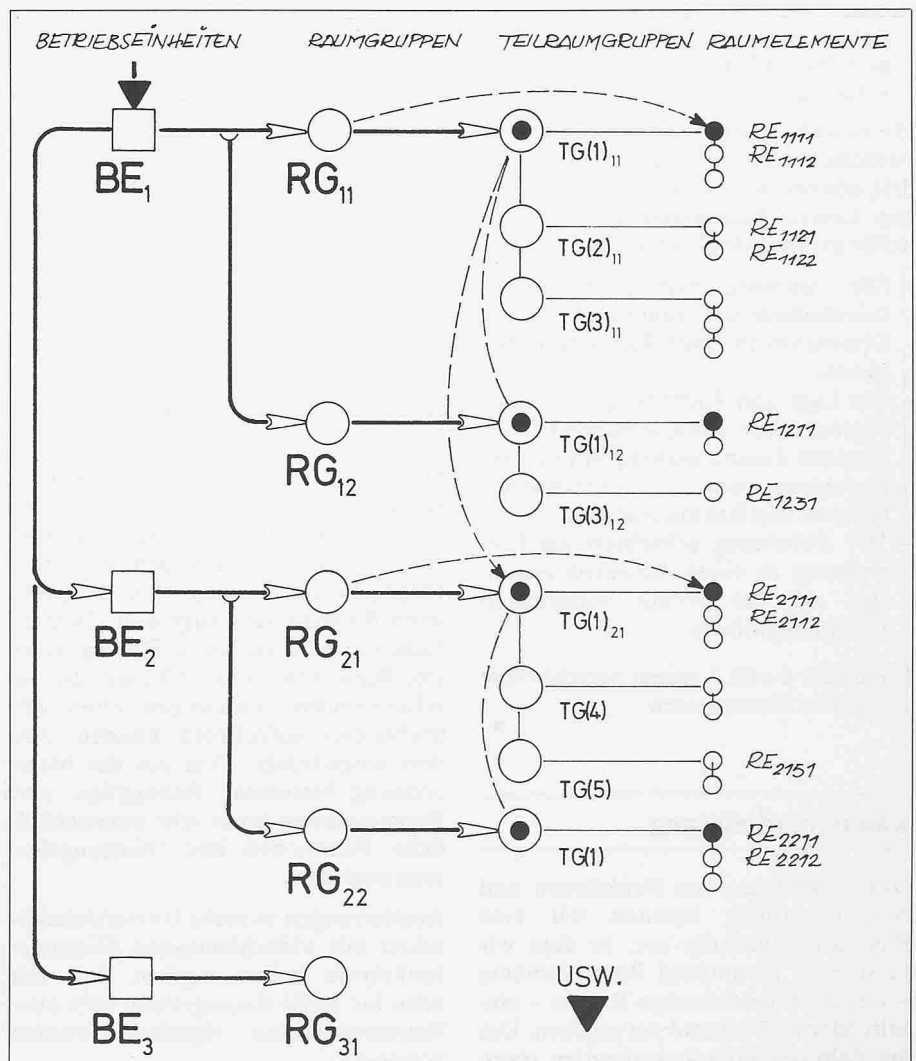 BETRIEBSEINHEITEN RAUMGRUPPEN TEILRAUMGRUPPEN RAUMELEMENTE
BE1 RG11 TG(1)11 RE1111
RE1112
TG(2)11 RE1121
RE1122
TG(3)11
RG12 TG(1)12 RE1211
TG(3)12 RE1231
BE2 RG21 TG(1)21 RE2111
RE2112
TG(4)
TG(5) RE2151
RG22 TG(1) RE2211
RE2212
BE3 RG31
USW.